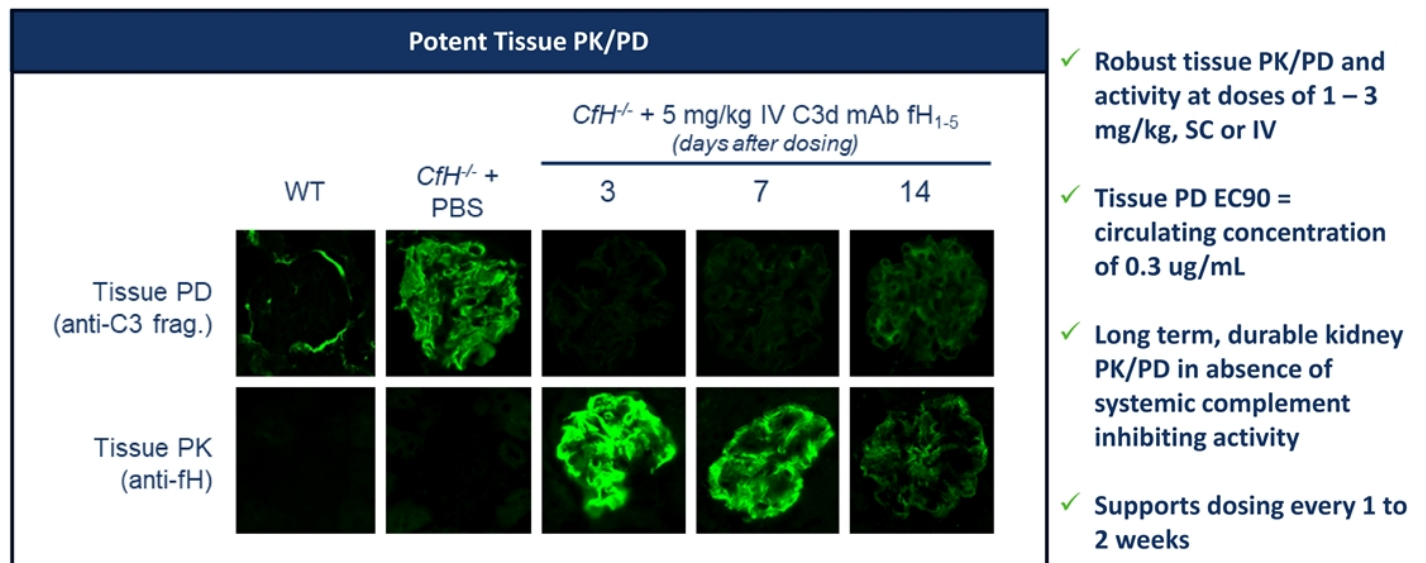 Potent Tissue PK/PD
CfH-/- + 5 mg/kg IV C3d mAb fH1-5
(days after dosing)
WT
CfH-/- +
PBS
3
7
14
Tissue PD
(anti-C3 frag.)
Tissue PK
(anti-fH)
✓ Robust tissue PK/PD and
activity at doses of 1 – 3
mg/kg, SC or IV
✓ Tissue PD EC90 =
circulating concentration
of 0.3 ug/mL
✓ Long term, durable kidney
PK/PD in absence of
systemic complement
inhibiting activity
✓ Supports dosing every 1 to
2 weeks